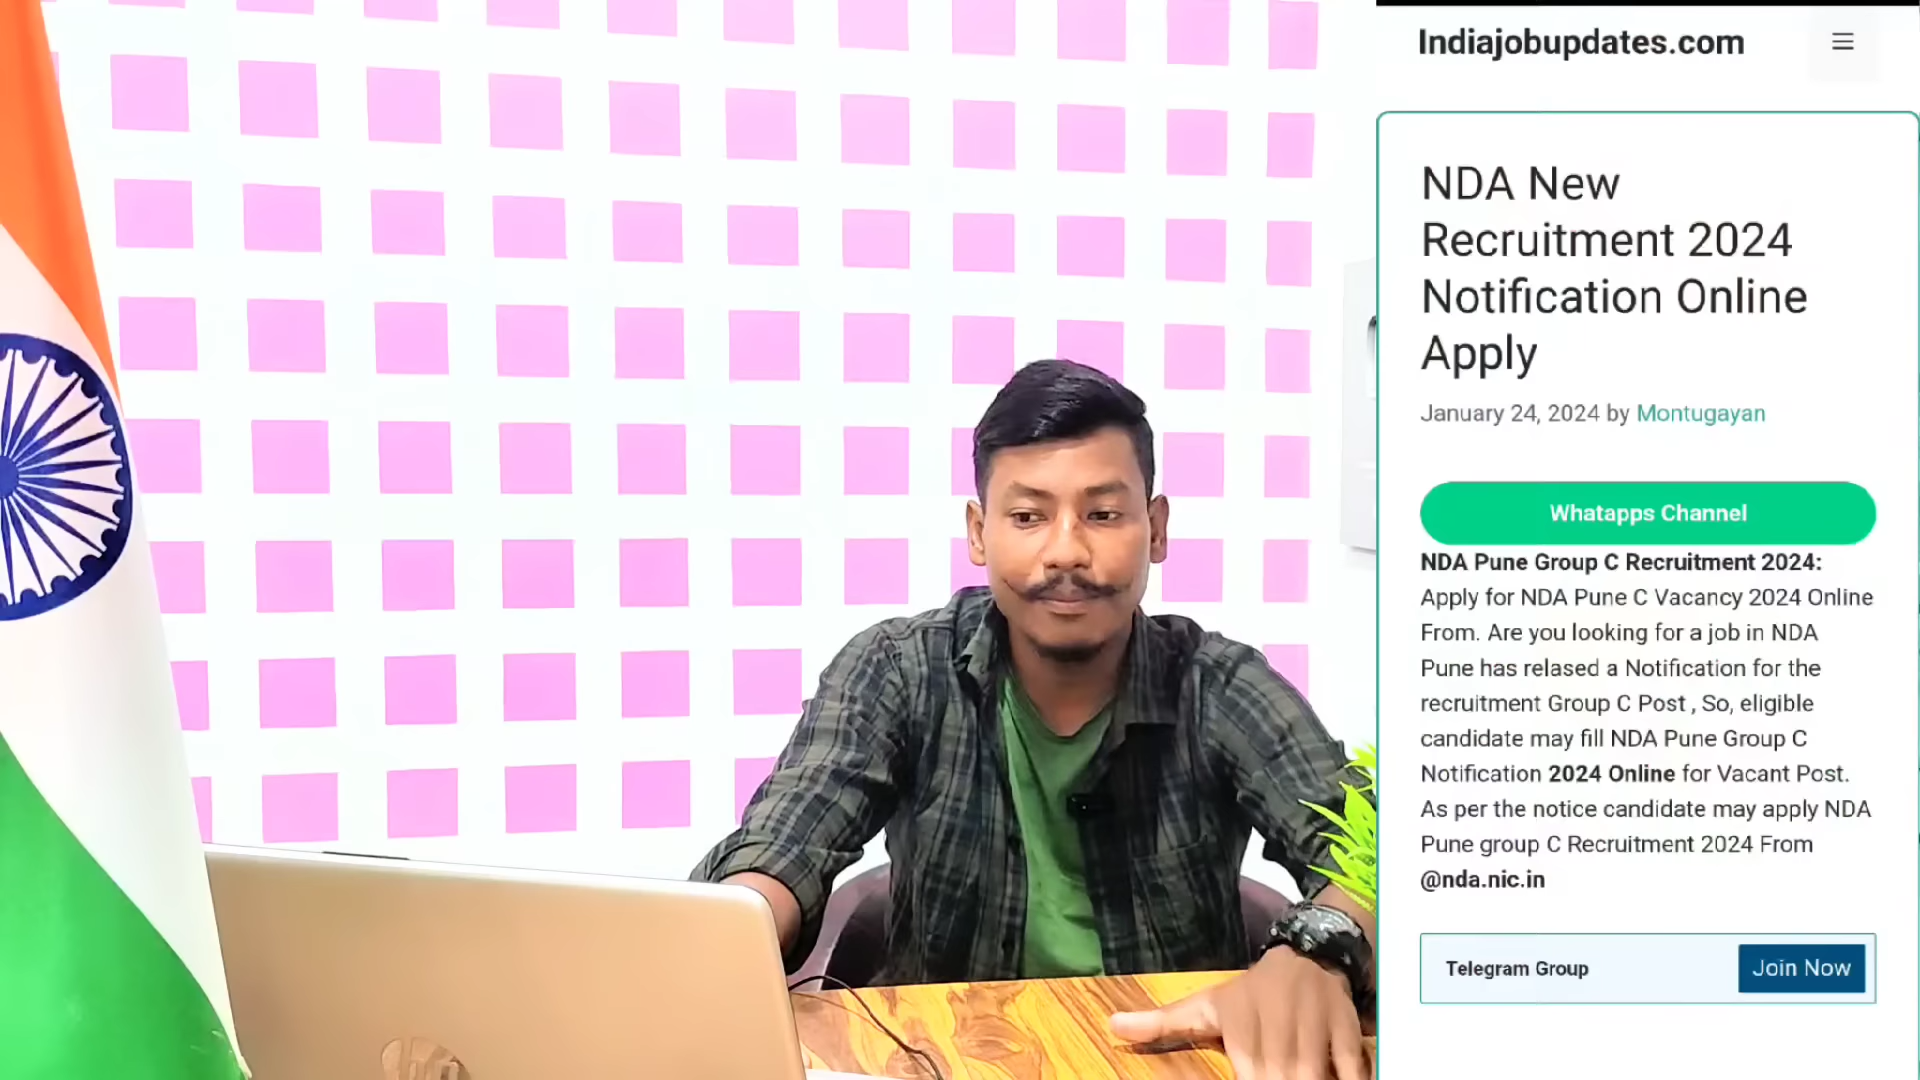 Indiajobupdates.com
NDA New
Recruitment 2024
Notification Online
Apply
January 24, 2024 by Montugayan
Whatapps Channel
NDA Pune Group C Recruitment 2024:
Apply for NDA Pune C Vacancy 2024 Online
From. Are you looking for a job in NDA
Pune has relased a Notification for the
recruitment Group C Post , So, eligible
candidate may fill NDA Pune Group C
Notification 2024 Online for Vacant Post.
As per the notice candidate may apply NDA
Pune group C Recruitment 2024 From
@nda.nic.in
Telegram Group
Join Now
hp